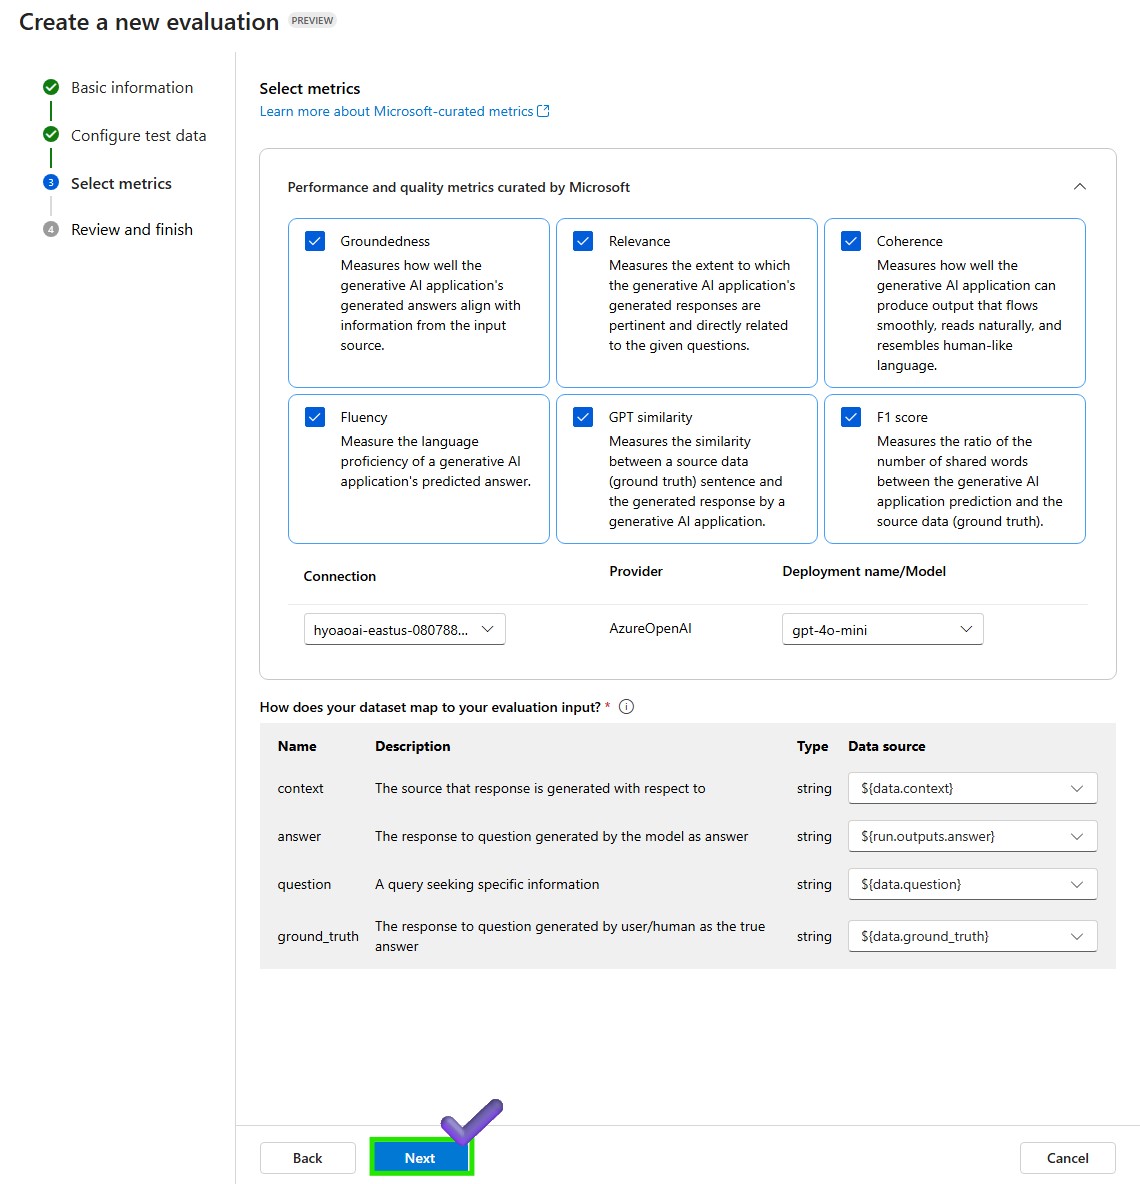 Create a new evaluation PREVIEW
Basic information
Configure test data
3 Select metrics
4 Review and finish
Select metrics
Learn more about Microsoft-curated metrics
Performance and quality metrics curated by Microsoft
Groundedness
Measures how well the
generative AI application's
generated answers align with
information from the input
source.
Relevance
Measures the extent to which
the generative AI application's
generated responses are
pertinent and directly related
to the given questions.
Coherence
Measures how well the
generative AI application can
produce output that flows
smoothly, reads naturally, and
resembles human-like
language.
Fluency
Measure the language
proficiency of a generative AI
application's predicted answer.
GPT similarity
Measures the similarity
between a source data
(ground truth) sentence and
the generated response by a
generative AI application.
F1 score
Measures the ratio of the
number of shared words
between the generative AI
application prediction and the
source data (ground truth).
Connection Provider Deployment name/Model
hyoaoai-eastus-080788... AzureOpenAI gpt-4o-mini
How does your dataset map to your evaluation input? *
Name Description Type Data source
context The source that response is generated with respect to string ${data.context}
answer The response to question generated by the model as answer string ${run.outputs.answer}
question A query seeking specific information string ${data.question}
ground_truth The response to question generated by user/human as the true
answer string ${data.ground_truth}
Back Next Cancel